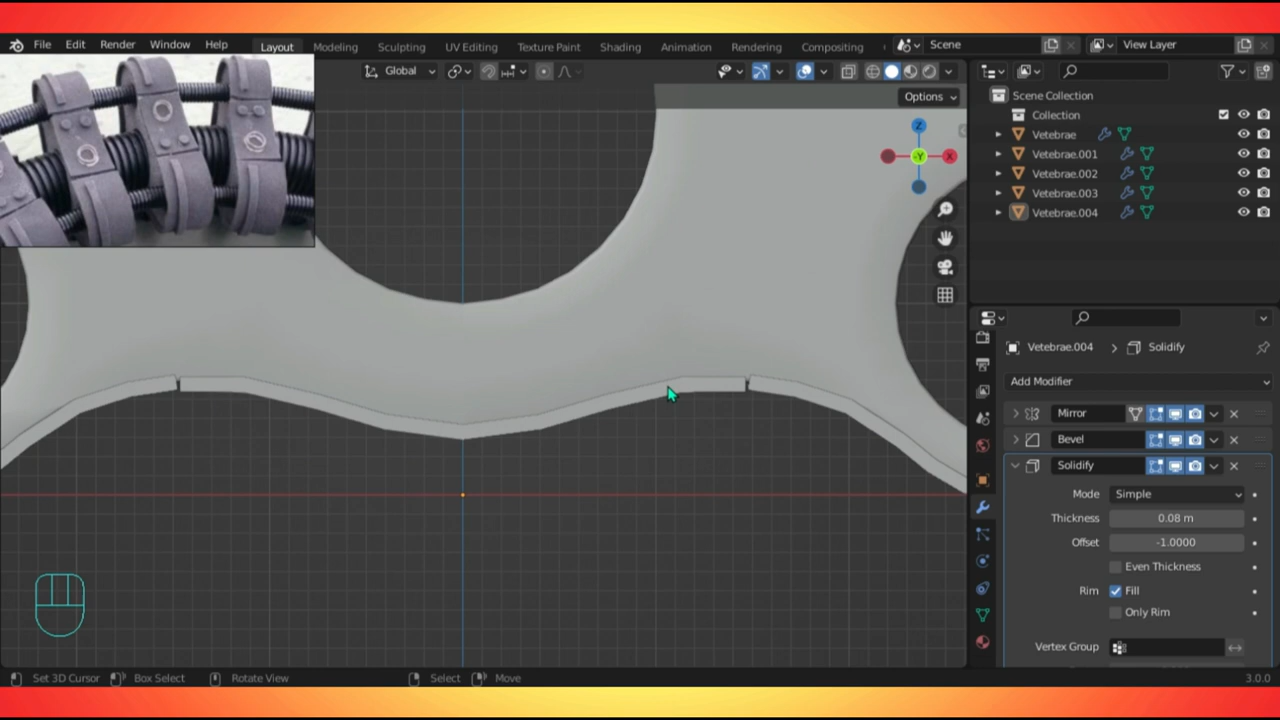 File Edit Render Window Help
Layout Modeling Sculpting UV Editing Texture Paint Shading Animation Rendering Compositing
Scene
View Layer
Global
Options
Z
-Y
X
Scene Collection
Collection
Vetebrae
Vetebrae.001
Vetebrae.002
Vetebrae.003
Vetebrae.004
Vetebrae.004 Solidify
Add Modifier
Mirror
Bevel
Solidify
Mode Simple
Thickness 0.08 m
Offset -1.0000
Even Thickness
Rim Fill
Only Rim
Vertex Group
Set 3D Cursor Box Select Rotate View Select Move 3.0.0